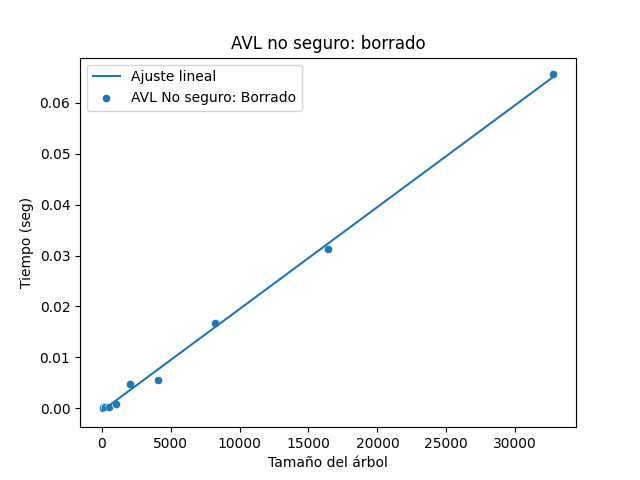 AVL no seguro: borrado
Ajuste lineal
AVL No seguro: Borrado
0.06
0.05
0.04
0.03
0.02
0.01
0.00
Tiempo (seg)
0 5000 10000 15000 20000 25000 30000
Tamaño del árbol